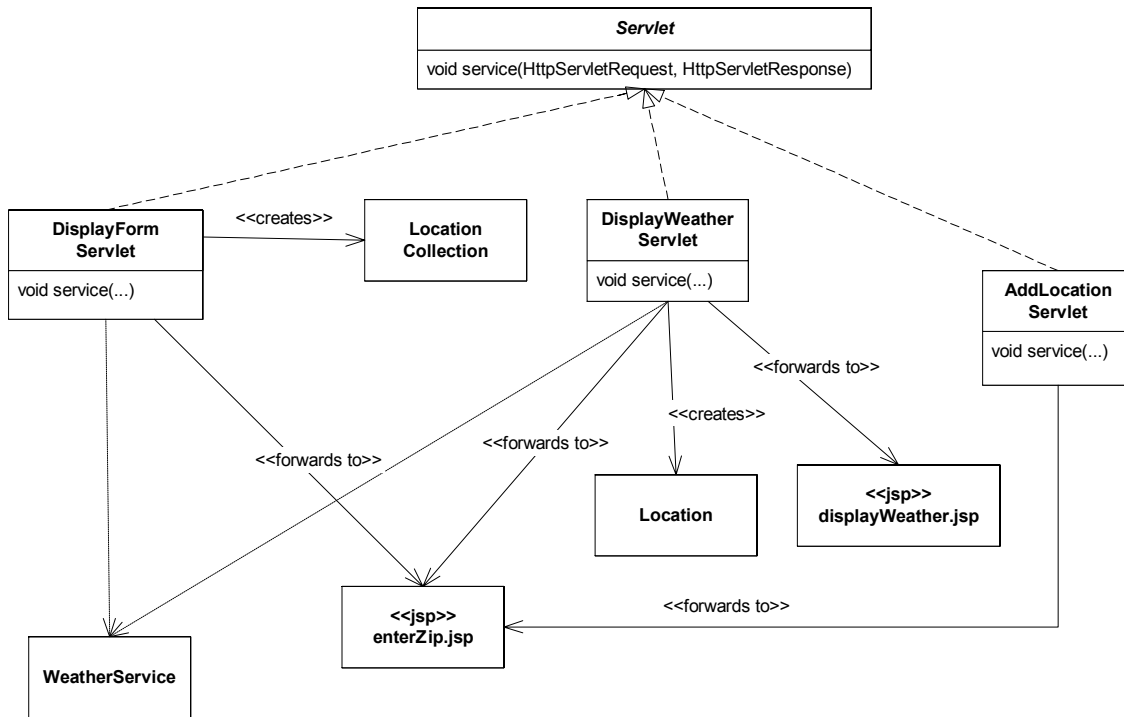 Servlet
void service(HttpServletRequest, HttpServletResponse)
DisplayForm
Servlet
void service(...)
<<creates>>
Location
Collection
DisplayWeather
Servlet
void service(...)
AddLocation
Servlet
void service(...)
<<forwards to>>
<<creates>>
<<forwards to>>
<<forwards to>>
Location
<<jsp>>
displayWeather.jsp
<<forwards to>>
<<jsp>>
enterZip.jsp
WeatherService